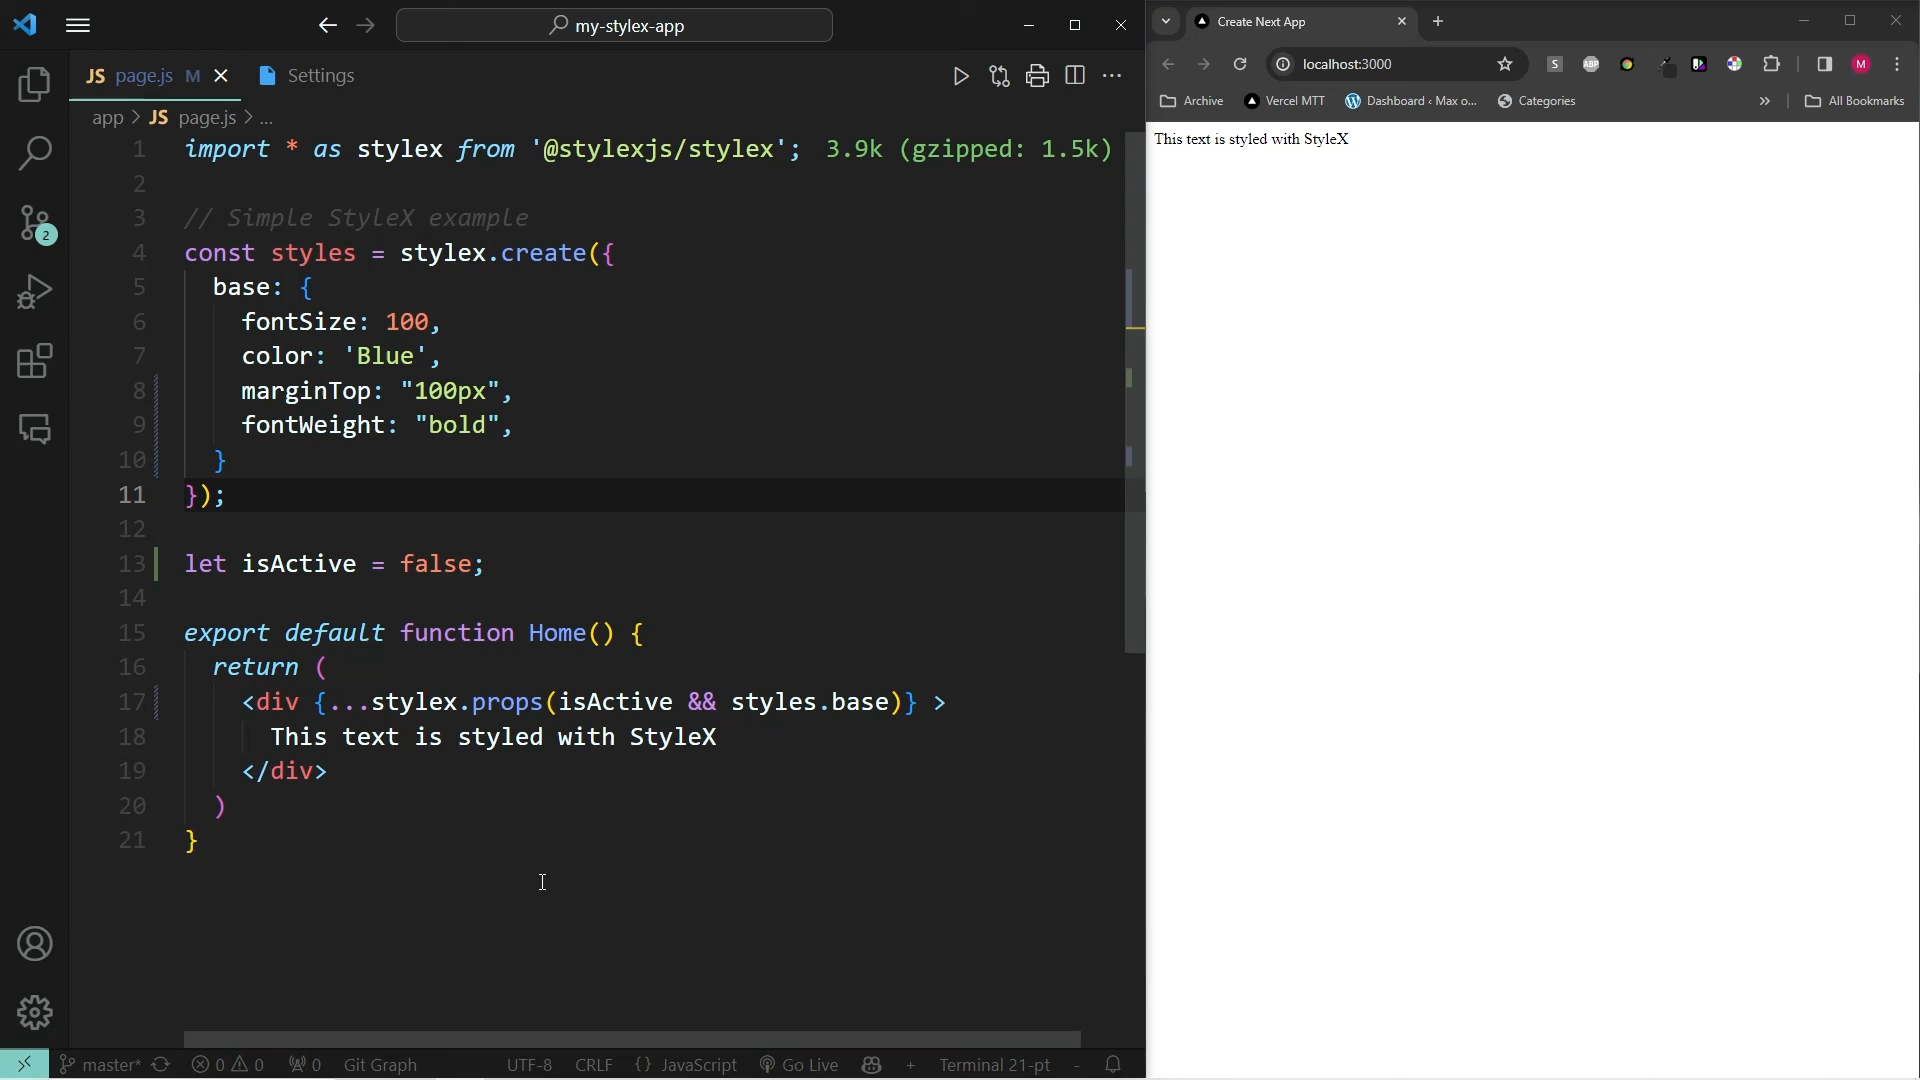 my-stylex-app
JS page.js M
Settings
app > JS page.js > ...
1 import * as stylex from '@stylexjs/stylex'; 3.9k (gzipped: 1.5k)
2
3 // Simple StyleX example
4 const styles = stylex.create({
5 base: {
6 fontSize: 100,
7 color: 'Blue',
8 marginTop: "100px",
9 fontWeight: "bold",
10 }
11 });
12
13 let isActive = false;
14
15 export default function Home() {
16 return (
17 <div {...stylex.props(isActive && styles.base)} >
18 This text is styled with StyleX
19 </div>
20 )
21 }
2
master* 0 0 0 Git Graph UTF-8 CRLF {} JavaScript Go Live + Terminal 21-pt -
Create Next App
localhost:3000
S ABP M
Archive Vercel MTT Dashboard ‹ Max o... Categories » All Bookmarks
This text is styled with StyleX